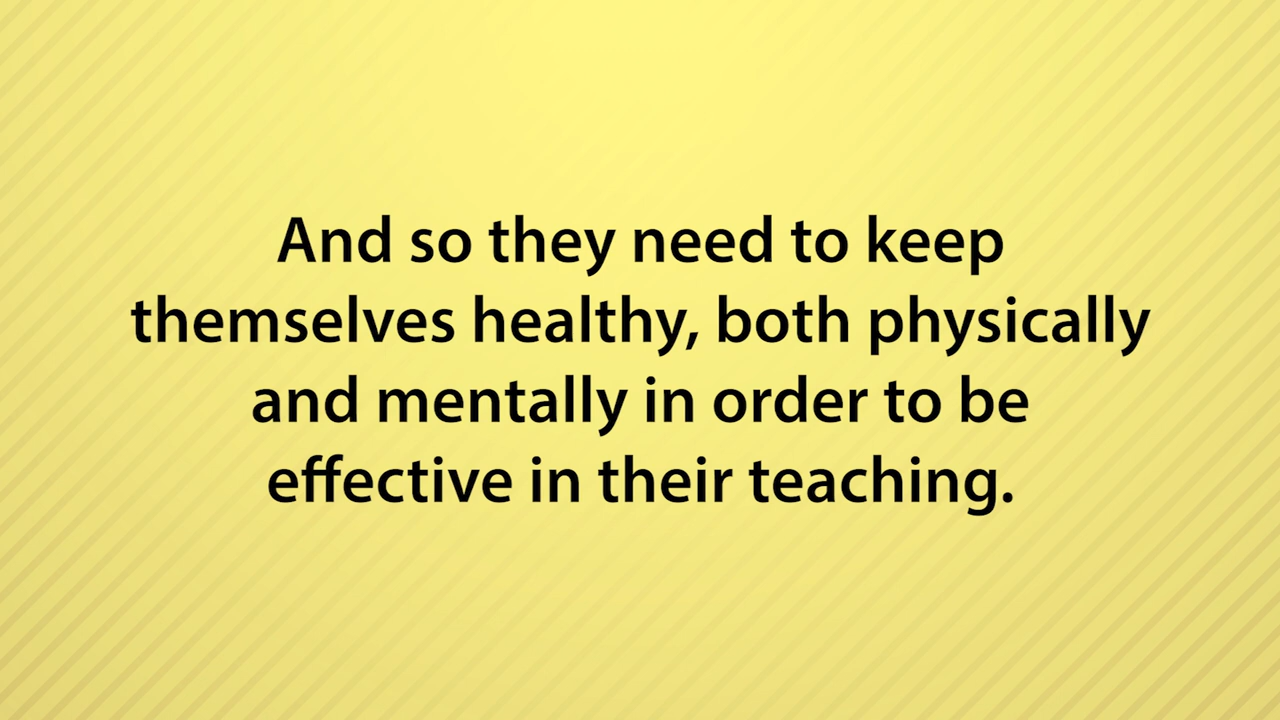 And so they need to keep
themselves healthy, both physically
and mentally in order to be
effective in their teaching.